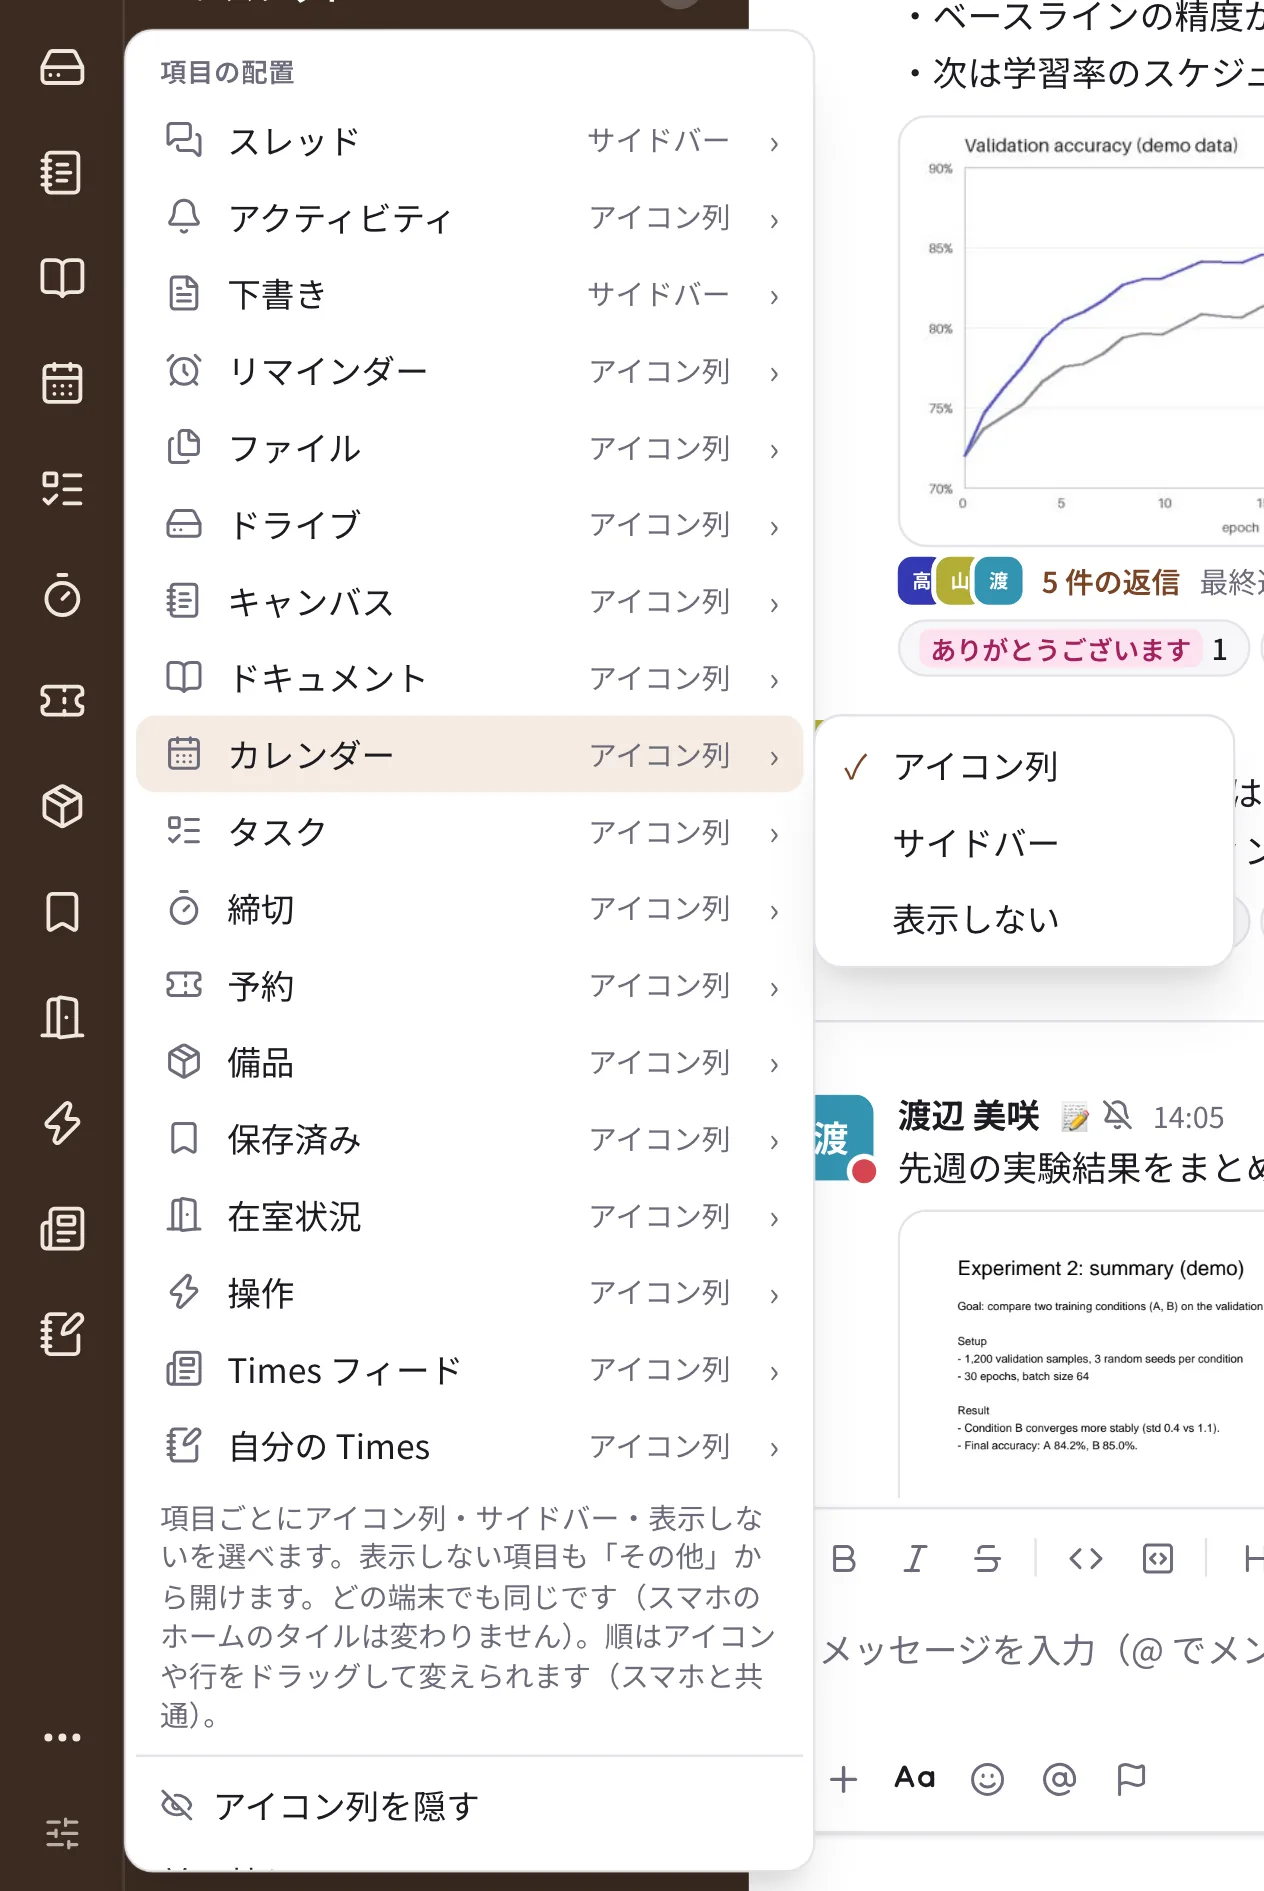 項目の配置
スレッド サイドバー
アクティビティ アイコン列
下書き サイドバー
リマインダー アイコン列
ファイル アイコン列
ドライブ アイコン列
キャンバス アイコン列
ドキュメント アイコン列
カレンダー アイコン列
タスク アイコン列
締切 アイコン列
予約 アイコン列
備品 アイコン列
保存済み アイコン列
在室状況 アイコン列
操作 アイコン列
Times フィード アイコン列
自分の Times アイコン列
項目ごとにアイコン列・サイドバー・表示しな
いを選べます。表示しない項目も「その他」か
ら開けます。どの端末でも同じです（スマホの
ホームのタイルは変わりません）。順はアイコン
や行をドラッグして変えられます（スマホと共
通）。
アイコン列を隠す
✓ アイコン列
サイドバー
表示しない
・ベースラインの精度が
・次は学習率のスケジュ
Validation accuracy (demo data)
90%
85%
80%
75%
70%
0 5 10
epoch
高 山 渡 5 件の返信 最終
ありがとうございます 1
は
ン
渡
渡辺 美咲 14:05
先週の実験結果をまとめ
Experiment 2: summary (demo)
Goal: compare two training conditions (A, B) on the validation
Setup
- 1,200 validation samples, 3 random seeds per condition
- 30 epochs, batch size 64
Result
- Condition B converges more stably (std 0.4 vs 1.1).
- Final accuracy: A 84.2%, B 85.0%.
B I S H
メッセージを入力（@ でメン
Aa